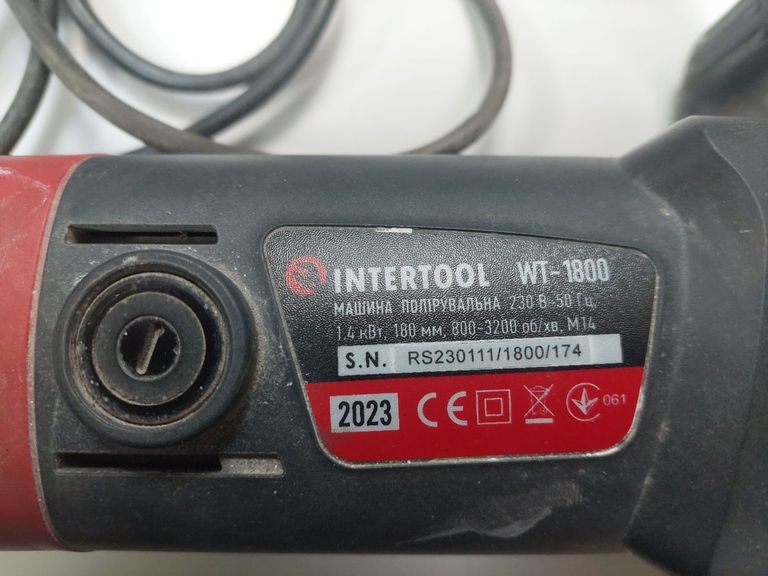 INTERTOOL WT-1800
МАШИНА ПОЛІРУВАЛЬНА 230 В~50 Гц,
1.4 кВт, 180 мм, 800-3200 об/хв, М14
S.N. RS230111/1800/174
2023 CE 061